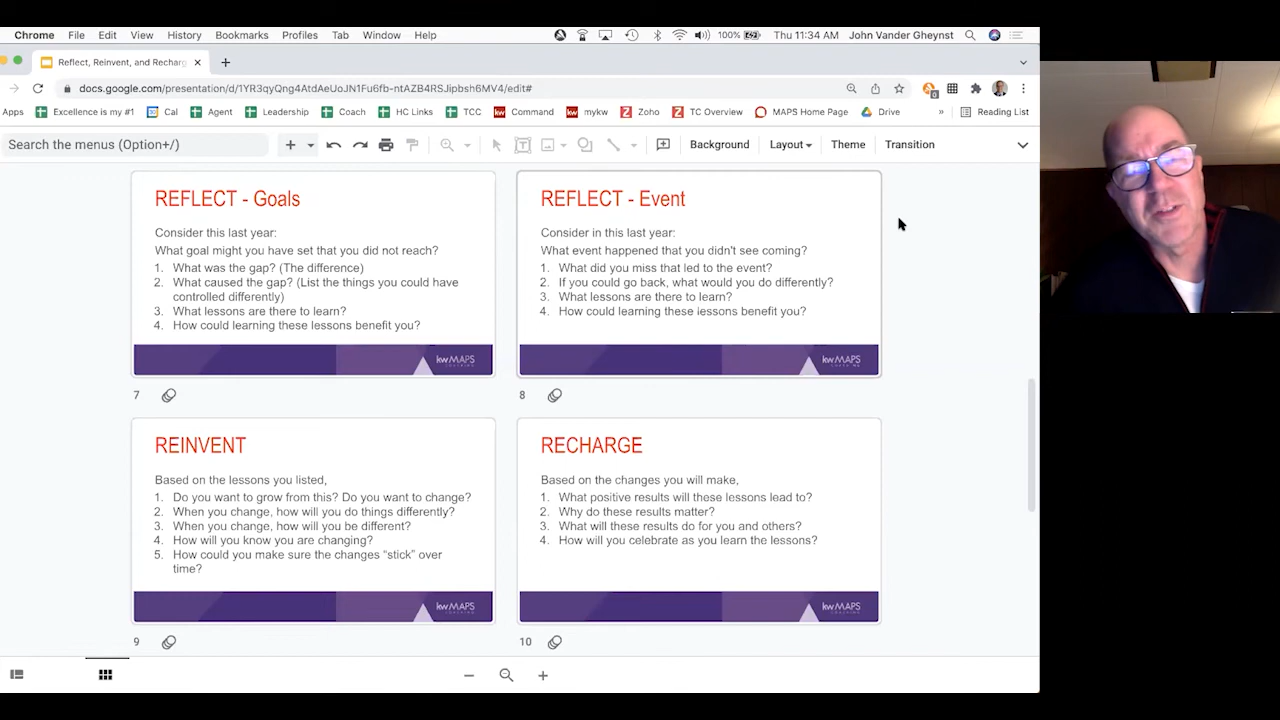 Chrome File Edit View History Bookmarks Profiles Tab Window Help 100% Thu 11:34 AM John Vander Gheynst
Reflect, Reinvent, and Recharg
docs.google.com/presentation/d/1YR3qyQng4AtdAeUoJN1Fu6fb-ntAZB4RSJipbsh6MV4/edit#
Apps Excellence is my #1 Cal Agent Leadership Coach HC Links TCC Command mykw Zoho TC Overview MAPS Home Page Drive » Reading List
Search the menus (Option+/) Background Layout Theme Transition
REFLECT - Goals
Consider this last year:
What goal might you have set that you did not reach?
1. What was the gap? (The difference)
2. What caused the gap? (List the things you could have
controlled differently)
3. What lessons are there to learn?
4. How could learning these lessons benefit you?
kw MAPS
7
REFLECT - Event
Consider in this last year:
What event happened that you didn't see coming?
1. What did you miss that led to the event?
2. If you could go back, what would you do differently?
3. What lessons are there to learn?
4. How could learning these lessons benefit you?
kw MAPS
8
REINVENT
Based on the lessons you listed,
1. Do you want to grow from this? Do you want to change?
2. When you change, how will you do things differently?
3. When you change, how will you be different?
4. How will you know you are changing?
5. How could you make sure the changes “stick” over
time?
kw MAPS
COACHING
9
RECHARGE
Based on the changes you will make,
1. What positive results will these lessons lead to?
2. Why do these results matter?
3. What will these results do for you and others?
4. How will you celebrate as you learn the lessons?
kw MAPS
COACHING
10